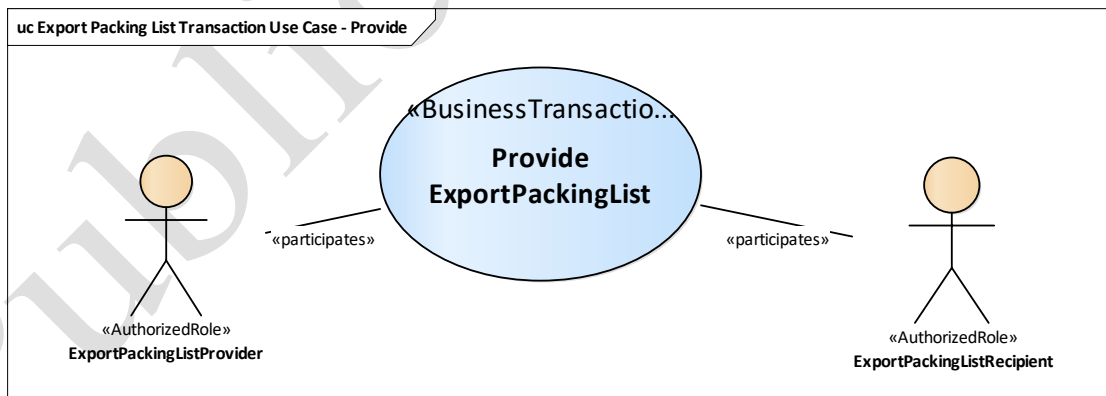 uc Export Packing List Transaction Use Case - Provide
«BusinessTransactio...
Provide
ExportPackingList
«participates»
«participates»
«AuthorizedRole»
ExportPackingListProvider
«AuthorizedRole»
ExportPackingListRecipient